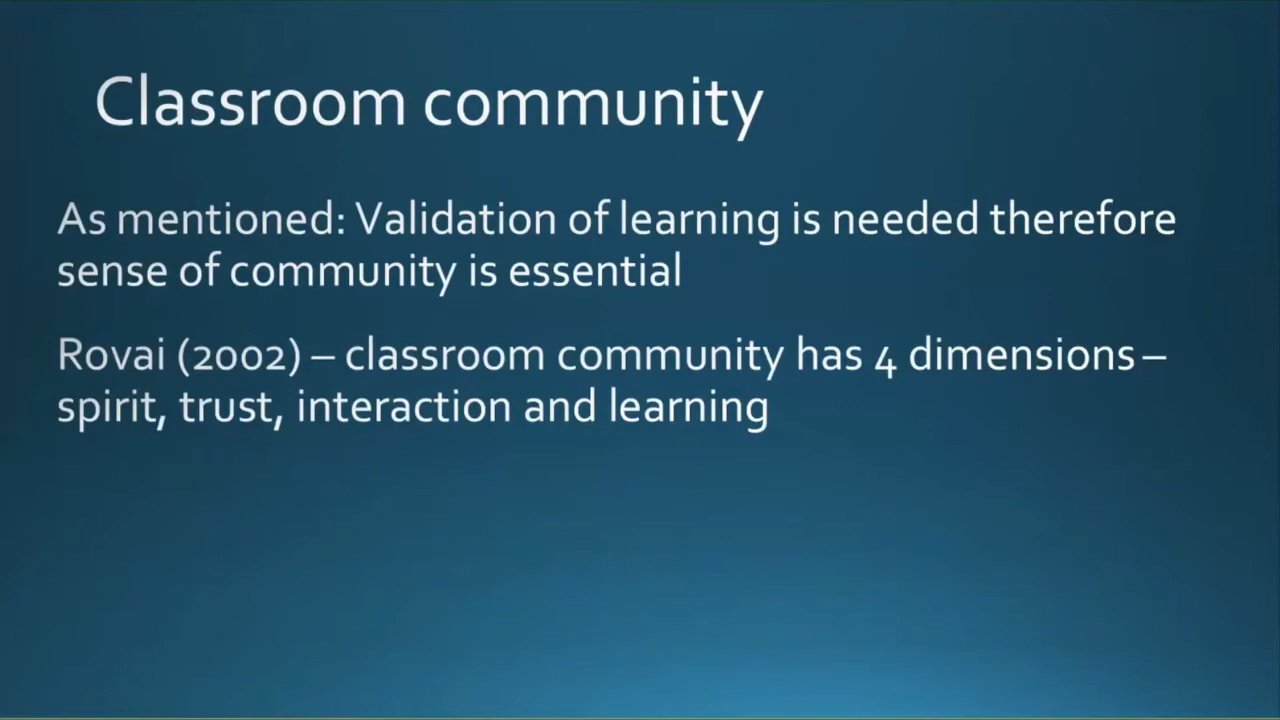 Classroom community
As mentioned: Validation of learning is needed therefore
sense of community is essential
Rovai (2002) – classroom community has 4 dimensions –
spirit, trust, interaction and learning